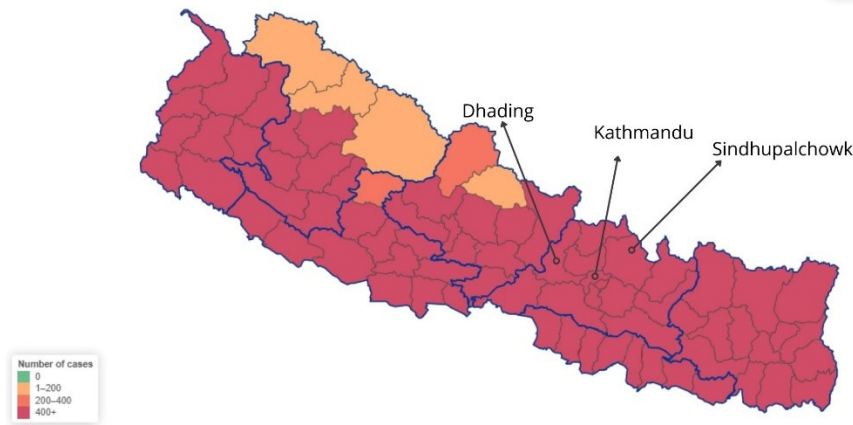 Dhading
Kathmandu
Sindhupalchowk
Number of cases
0
1–200
200–400
400+